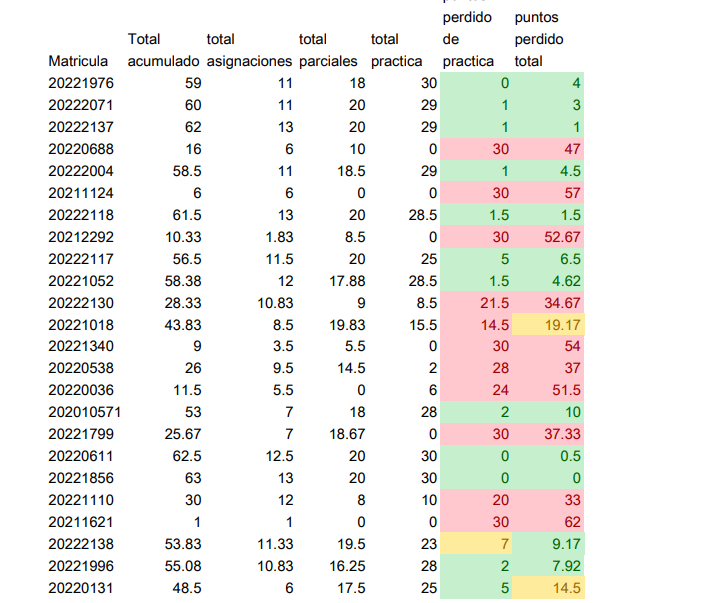 perdido puntos
Total total total total de perdido
Matricula acumulado asignaciones parciales practica practica total
20221976 59 11 18 30 0 4
20222071 60 11 20 29 1 3
20222137 62 13 20 29 1 1
20220688 16 6 10 0 30 47
20222004 58.5 11 18.5 29 1 4.5
20211124 6 6 0 0 30 57
20222118 61.5 13 20 28.5 1.5 1.5
20212292 10.33 1.83 8.5 0 30 52.67
20222117 56.5 11.5 20 25 5 6.5
20221052 58.38 12 17.88 28.5 1.5 4.62
20222130 28.33 10.83 9 8.5 21.5 34.67
20221018 43.83 8.5 19.83 15.5 14.5 19.17
20221340 9 3.5 5.5 0 30 54
20220538 26 9.5 14.5 2 28 37
20220036 11.5 5.5 0 6 24 51.5
202010571 53 7 18 28 2 10
20221799 25.67 7 18.67 0 30 37.33
20220611 62.5 12.5 20 30 0 0.5
20221856 63 13 20 30 0 0
20221110 30 12 8 10 20 33
20211621 1 1 0 0 30 62
20222138 53.83 11.33 19.5 23 7 9.17
20221996 55.08 10.83 16.25 28 2 7.92
20220131 48.5 6 17.5 25 5 14.5